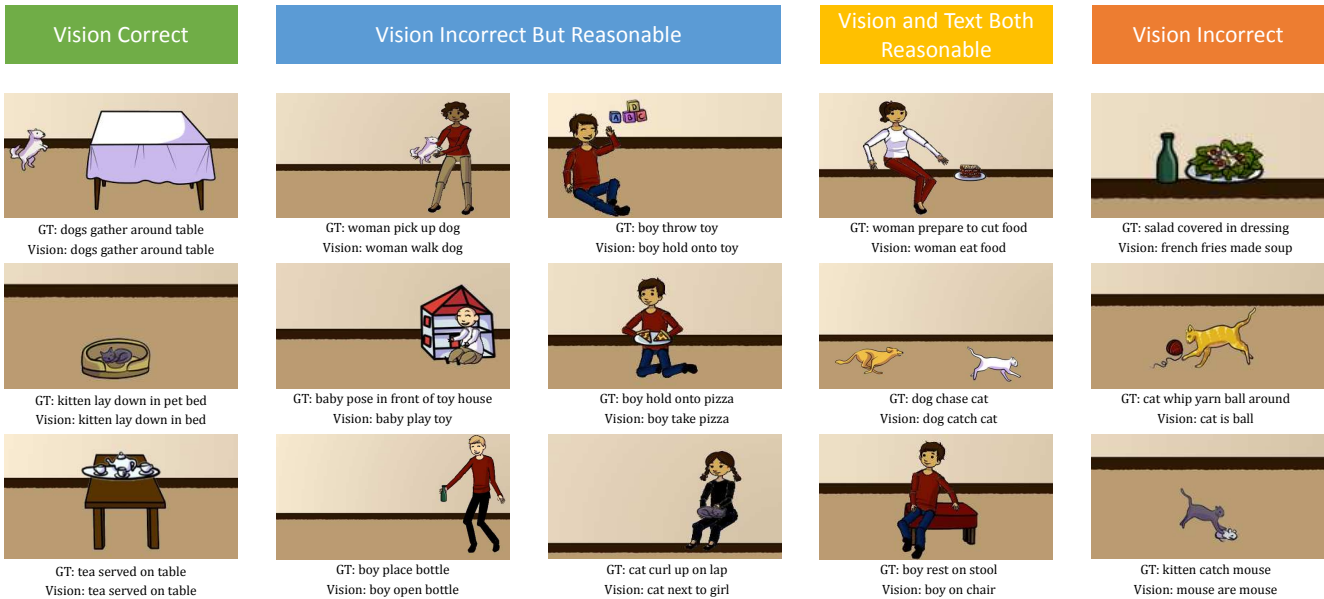 Vision Correct
Vision Incorrect But Reasonable
Vision and Text Both
Reasonable
Vision Incorrect
D
A B C
GT: dogs gather around table
Vision: dogs gather around table
GT: woman pick up dog
Vision: woman walk dog
GT: boy throw toy
Vision: boy hold onto toy
GT: woman prepare to cut food
Vision: woman eat food
GT: salad covered in dressing
Vision: french fries made soup
GT: kitten lay down in pet bed
Vision: kitten lay down in bed
GT: baby pose in front of toy house
Vision: baby play toy
GT: boy hold onto pizza
Vision: boy take pizza
GT: dog chase cat
Vision: dog catch cat
GT: cat whip yarn ball around
Vision: cat is ball
GT: tea served on table
Vision: tea served on table
GT: boy place bottle
Vision: boy open bottle
GT: cat curl up on lap
Vision: cat next to girl
GT: boy rest on stool
Vision: boy on chair
GT: kitten catch mouse
Vision: mouse are mouse